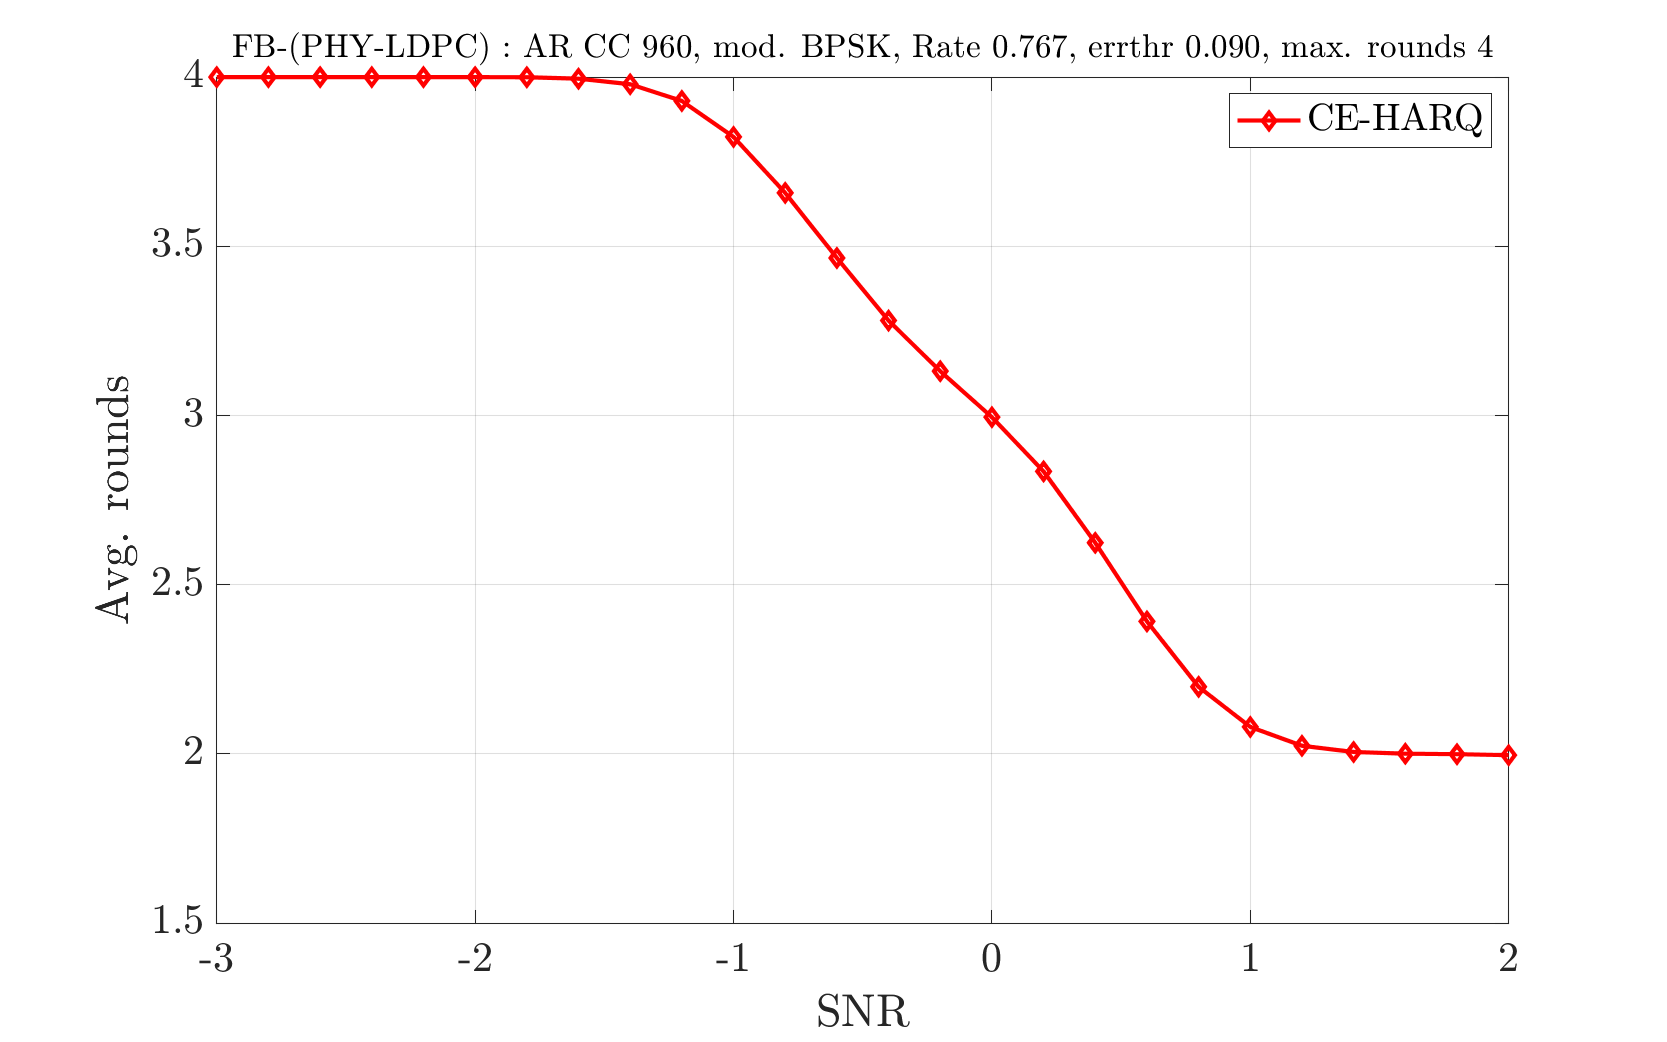 FB-(PHY-LDPC) : AR CC 960, mod. BPSK, Rate 0.767, errthr 0.090, max. rounds 4
CE-HARQ
4
3.5
3
2.5
2
1.5
Avg. rounds
-3 -2 -1 0 1 2
SNR